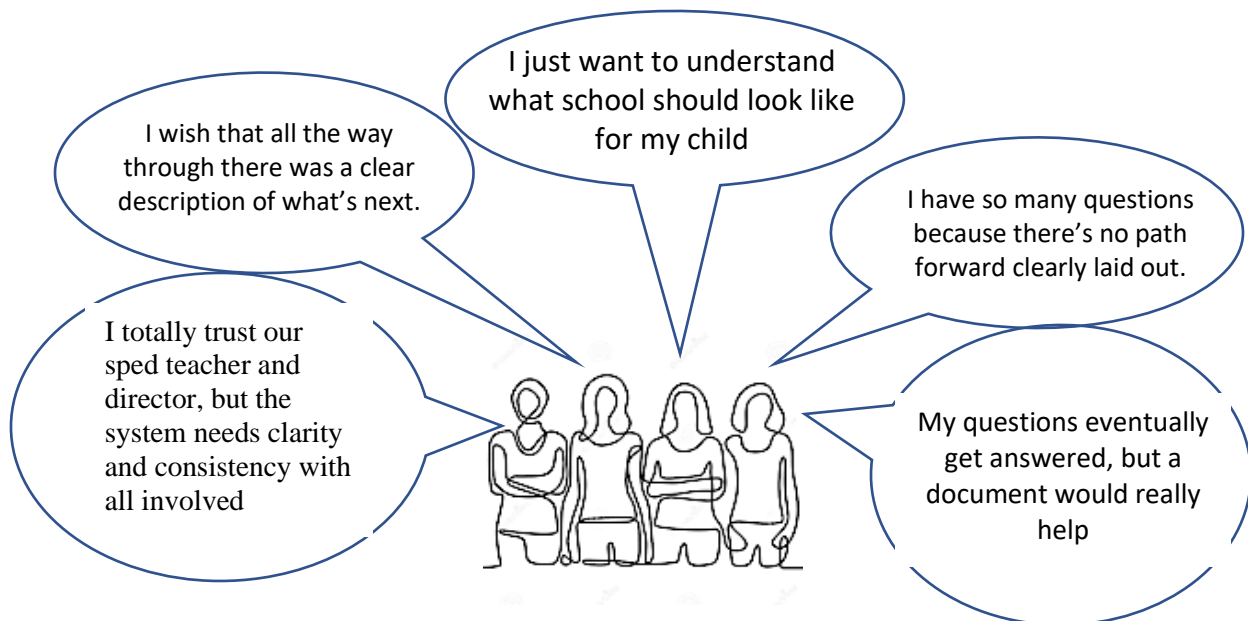 I just want to understand
what school should look like
for my child
I wish that all the way
through there was a clear
description of what's next.
I have so many questions
because there's no path
forward clearly laid out.
I totally trust our
sped teacher and
director, but the
system needs clarity
and consistency with
all involved
My questions eventually
get answered, but a
document would really
help